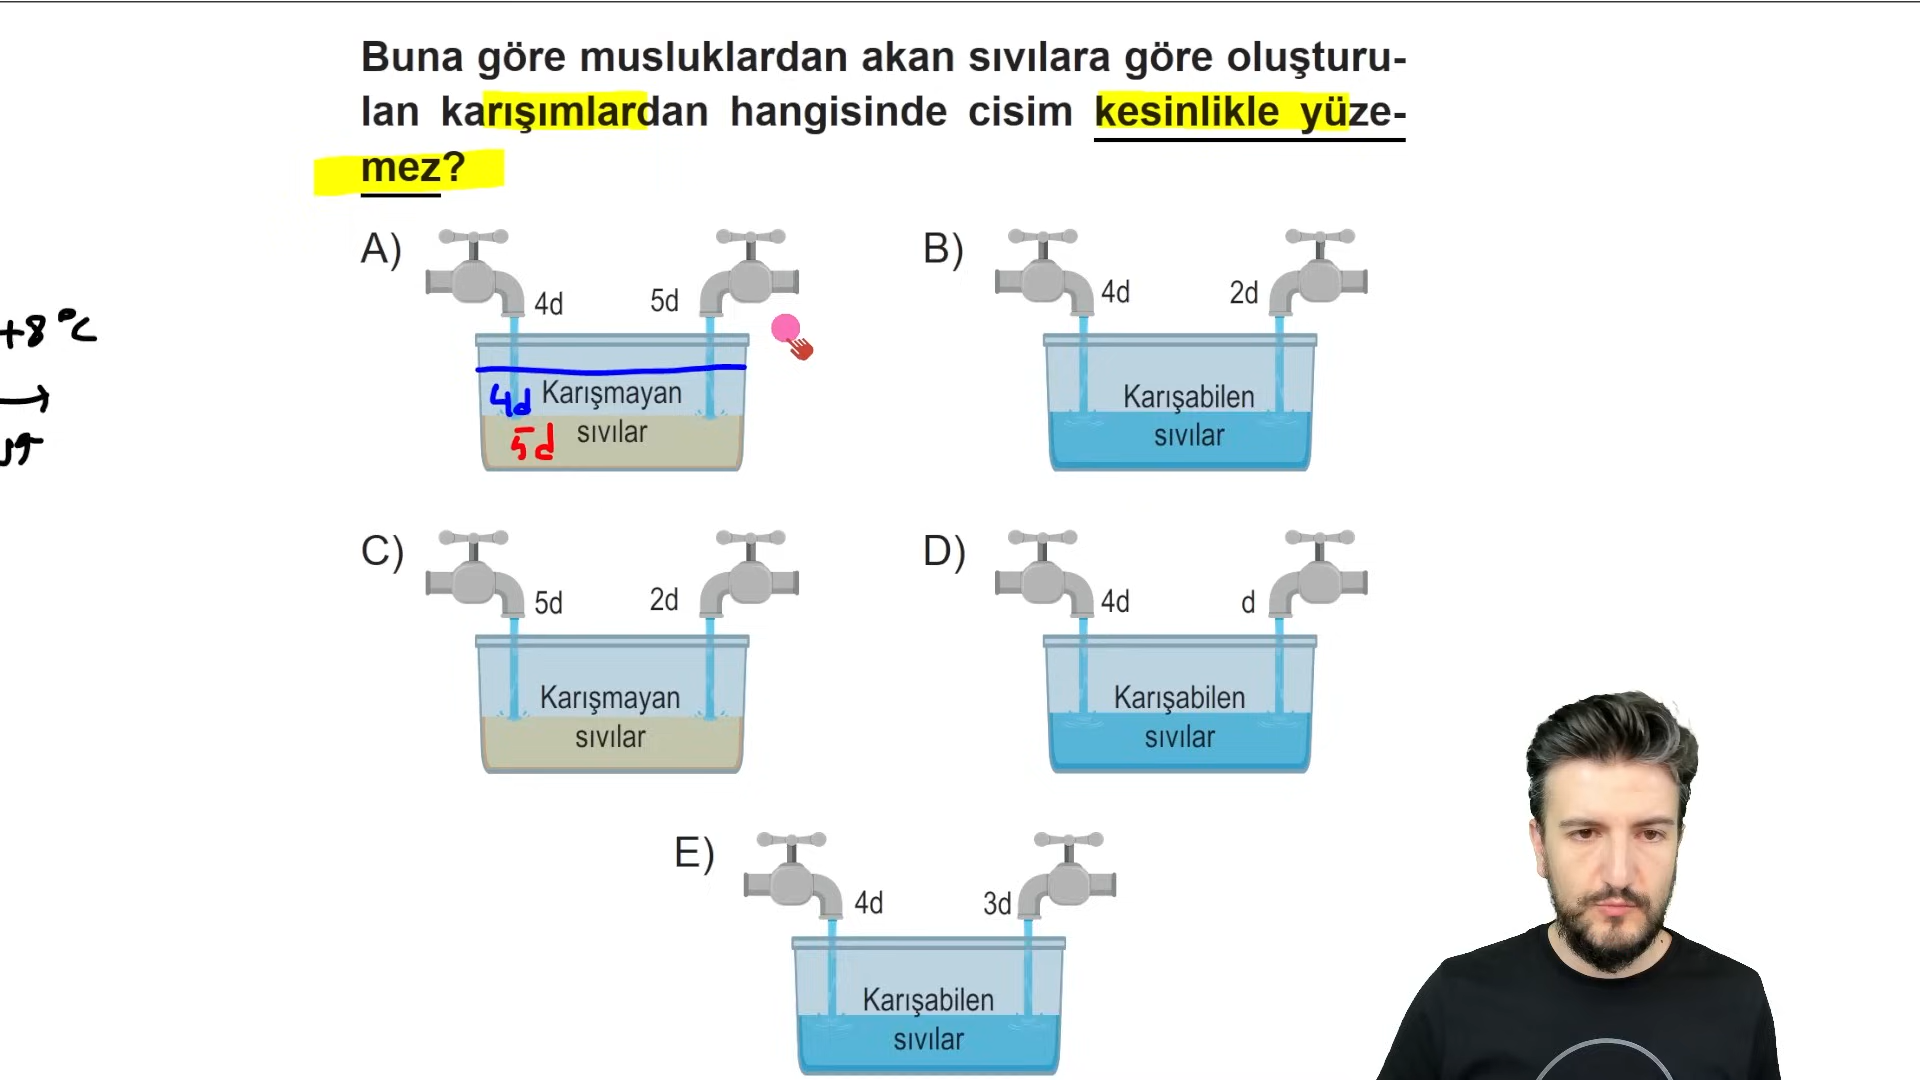 Buna göre musluklardan akan sıvılara göre oluşturu-
lan karışımlardan hangisinde cisim kesinlikle yüze-
mez?
A)
4d
5d
4d Karışmayan
5d sıvılar
B)
4d
2d
Karışabilen
sıvılar
+8°C
C)
5d
2d
Karışmayan
sıvılar
D)
4d
d
Karışabilen
sıvılar
E)
4d
3d
Karışabilen
sıvılar